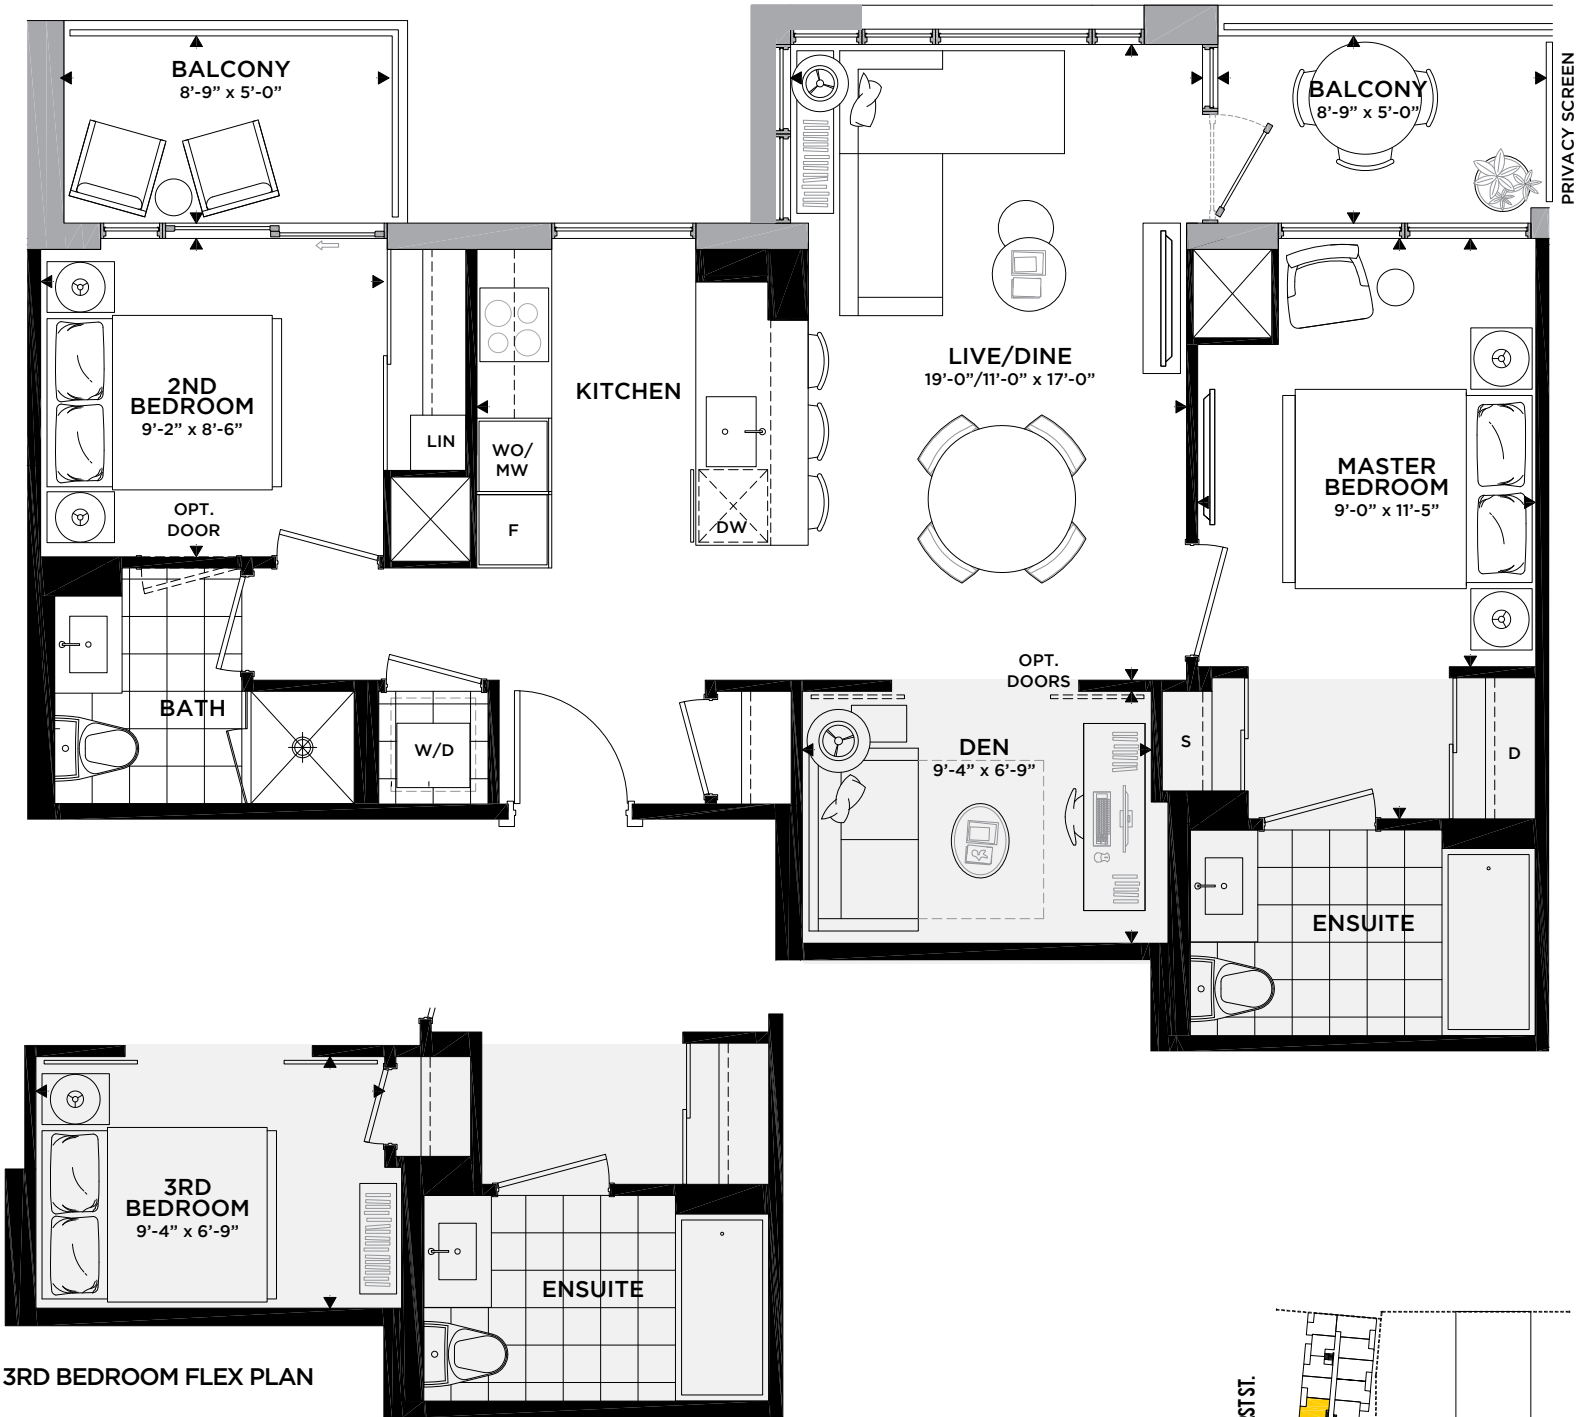 BALCONY
8'-9" x 5'-0"
BALCONY
8'-9" x 5'-0"
PRIVACY SCREEN
2ND
BEDROOM
9'-2" x 8'-6"
LIN
WO/
MW
F
KITCHEN
DW
LIVE/DINE
19'-0"/11'-0" x 17'-0"
MASTER
BEDROOM
9'-0" x 11'-5"
OPT.
DOOR
BATH
W/D
OPT.
DOORS
DEN
9'-4" x 6'-9"
S
D
ENSUITE
3RD
BEDROOM
9'-4" x 6'-9"
ENSUITE
3RD BEDROOM FLEX PLAN
ST.